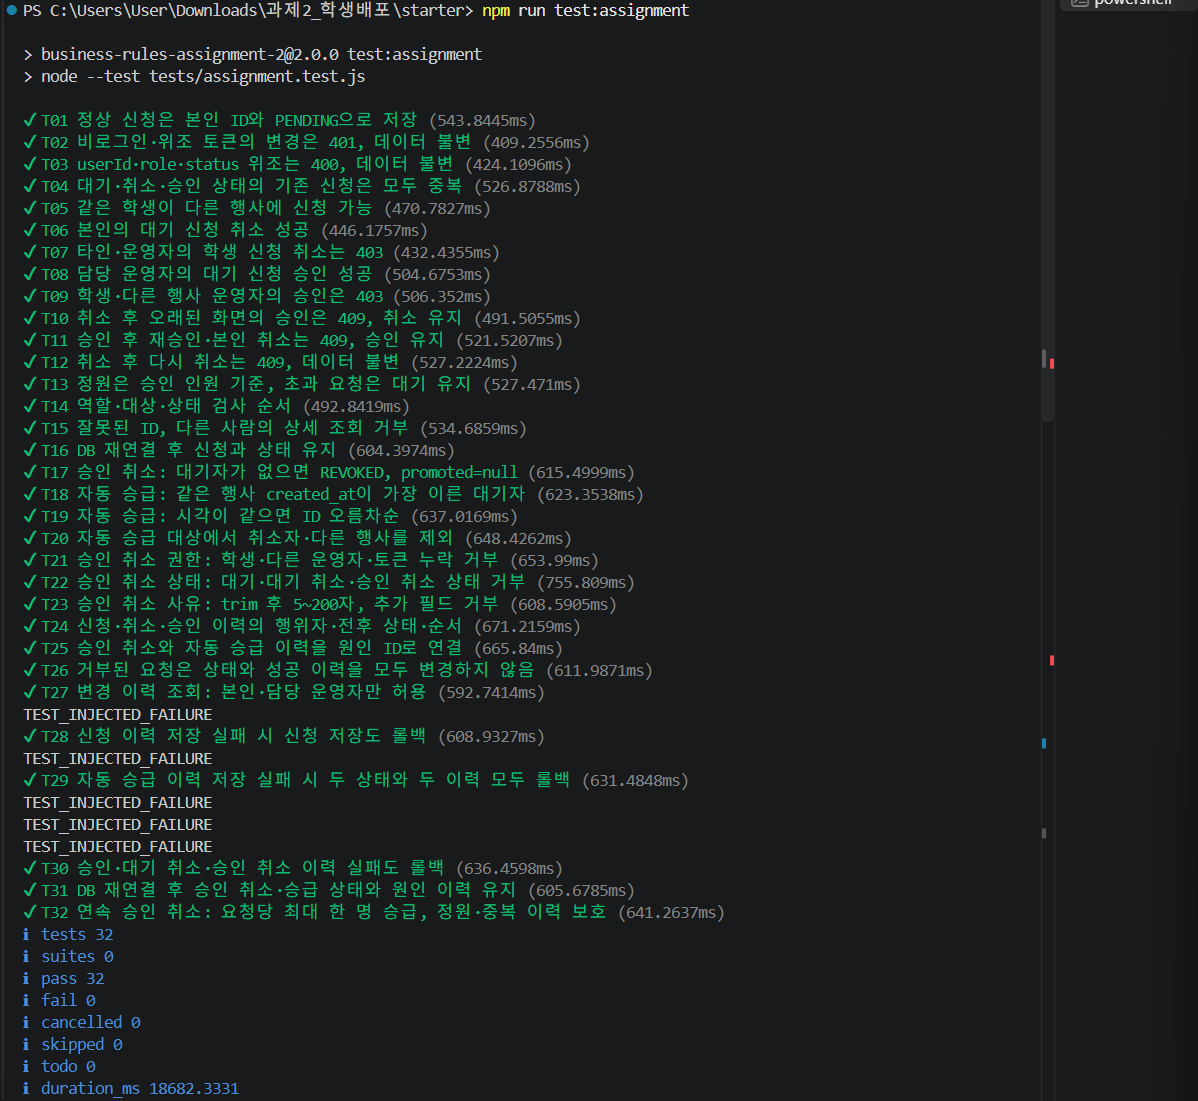 powershell
PS C:\Users\User\Downloads\과제2_학생배포\starter> npm run test:assignment
> business-rules-assignment-2@2.0.0 test:assignment
> node --test tests/assignment.test.js
✓ T01 정상 신청은 본인 ID와 PENDING으로 저장 (543.8445ms)
✓ T02 비로그인·위조 토큰의 변경은 401, 데이터 불변 (409.2556ms)
✓ T03 userId·role·status 위조는 400, 데이터 불변 (424.1096ms)
✓ T04 대기·취소·승인 상태의 기존 신청은 모두 중복 (526.8788ms)
✓ T05 같은 학생이 다른 행사에 신청 가능 (470.7827ms)
✓ T06 본인의 대기 신청 취소 성공 (446.1757ms)
✓ T07 타인·운영자의 학생 신청 취소는 403 (432.4355ms)
✓ T08 담당 운영자의 대기 신청 승인 성공 (504.6753ms)
✓ T09 학생·다른 행사 운영자의 승인은 403 (506.352ms)
✓ T10 취소 후 오래된 화면의 승인은 409, 취소 유지 (491.5055ms)
✓ T11 승인 후 재승인·본인 취소는 409, 승인 유지 (521.5207ms)
✓ T12 취소 후 다시 취소는 409, 데이터 불변 (527.2224ms)
✓ T13 정원은 승인 인원 기준, 초과 요청은 대기 유지 (527.471ms)
✓ T14 역할·대상·상태 검사 순서 (492.8419ms)
✓ T15 잘못된 ID, 다른 사람의 상세 조회 거부 (534.6859ms)
✓ T16 DB 재연결 후 신청과 상태 유지 (604.3974ms)
✓ T17 승인 취소: 대기자가 없으면 REVOKED, promoted=null (615.4999ms)
✓ T18 자동 승급: 같은 행사 created_at이 가장 이른 대기자 (623.3538ms)
✓ T19 자동 승급: 시각이 같으면 ID 오름차순 (637.0169ms)
✓ T20 자동 승급 대상에서 취소자·다른 행사를 제외 (648.4262ms)
✓ T21 승인 취소 권한: 학생·다른 운영자·토큰 누락 거부 (653.99ms)
✓ T22 승인 취소 상태: 대기·대기 취소·승인 취소 상태 거부 (755.809ms)
✓ T23 승인 취소 사유: trim 후 5~200자, 추가 필드 거부 (608.5905ms)
✓ T24 신청·취소·승인 이력의 행위자·전후 상태·순서 (671.2159ms)
✓ T25 승인 취소와 자동 승급 이력을 원인 ID로 연결 (665.84ms)
✓ T26 거부된 요청은 상태와 성공 이력을 모두 변경하지 않음 (611.9871ms)
✓ T27 변경 이력 조회: 본인·담당 운영자만 허용 (592.7414ms)
TEST_INJECTED_FAILURE
✓ T28 신청 이력 저장 실패 시 신청 저장도 롤백 (608.9327ms)
TEST_INJECTED_FAILURE
✓ T29 자동 승급 이력 저장 실패 시 두 상태와 두 이력 모두 롤백 (631.4848ms)
TEST_INJECTED_FAILURE
TEST_INJECTED_FAILURE
TEST_INJECTED_FAILURE
✓ T30 승인·대기 취소·승인 취소 이력 실패도 롤백 (636.4598ms)
✓ T31 DB 재연결 후 승인 취소·승급 상태와 원인 이력 유지 (605.6785ms)
✓ T32 연속 승인 취소: 요청당 최대 한 명 승급, 정원·중복 이력 보호 (641.2637ms)
ℹ tests 32
ℹ suites 0
ℹ pass 32
ℹ fail 0
ℹ cancelled 0
ℹ skipped 0
ℹ todo 0
ℹ duration_ms 18682.3331